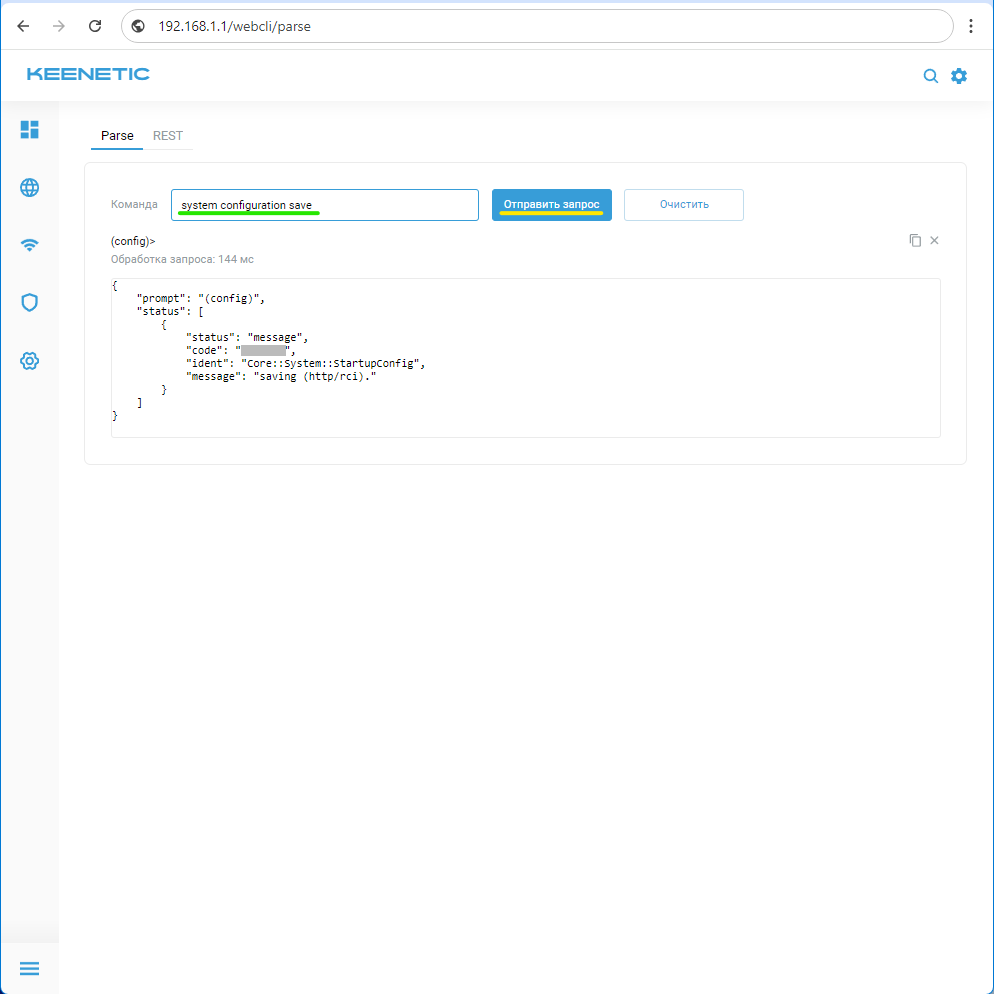 192.168.1.1/webcli/parse
KEENETIC
Parse REST
Команда system configuration save Отправить запрос Очистить
(config)>
Обработка запроса: 144 мс
{
"prompt": "(config)",
"status": [
{
"status": "message",
"code": "",
"ident": "Core::System::StartupConfig",
"message": "saving (http/rci)."
}
]
}